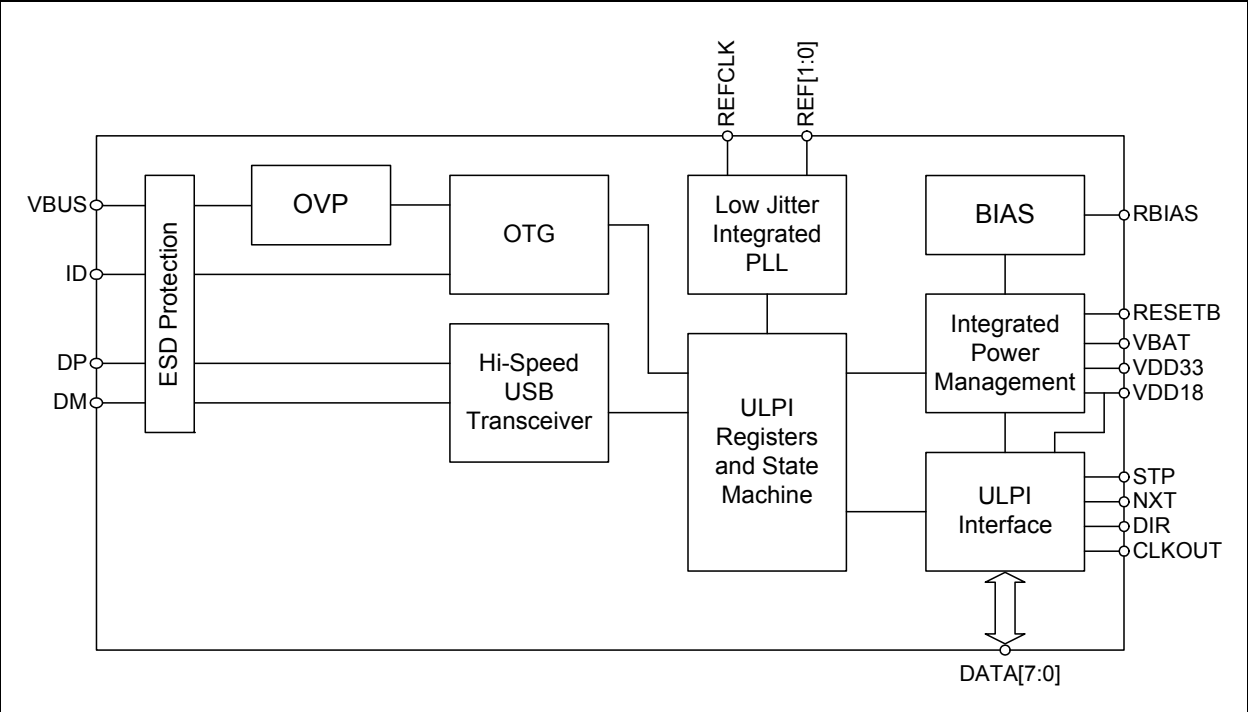 REFCLK
REF[1:0]
VBUS
ID
DP
DM
ESD Protection
OVP
OTG
Hi-Speed
USB
Transceiver
Low Jitter
Integrated
PLL
ULPI
Registers
and State
Machine
BIAS
Integrated
Power
Management
ULPI
Interface
RBIAS
RESETB
VBAT
VDD33
VDD18
STP
NXT
DIR
CLKOUT
DATA[7:0]